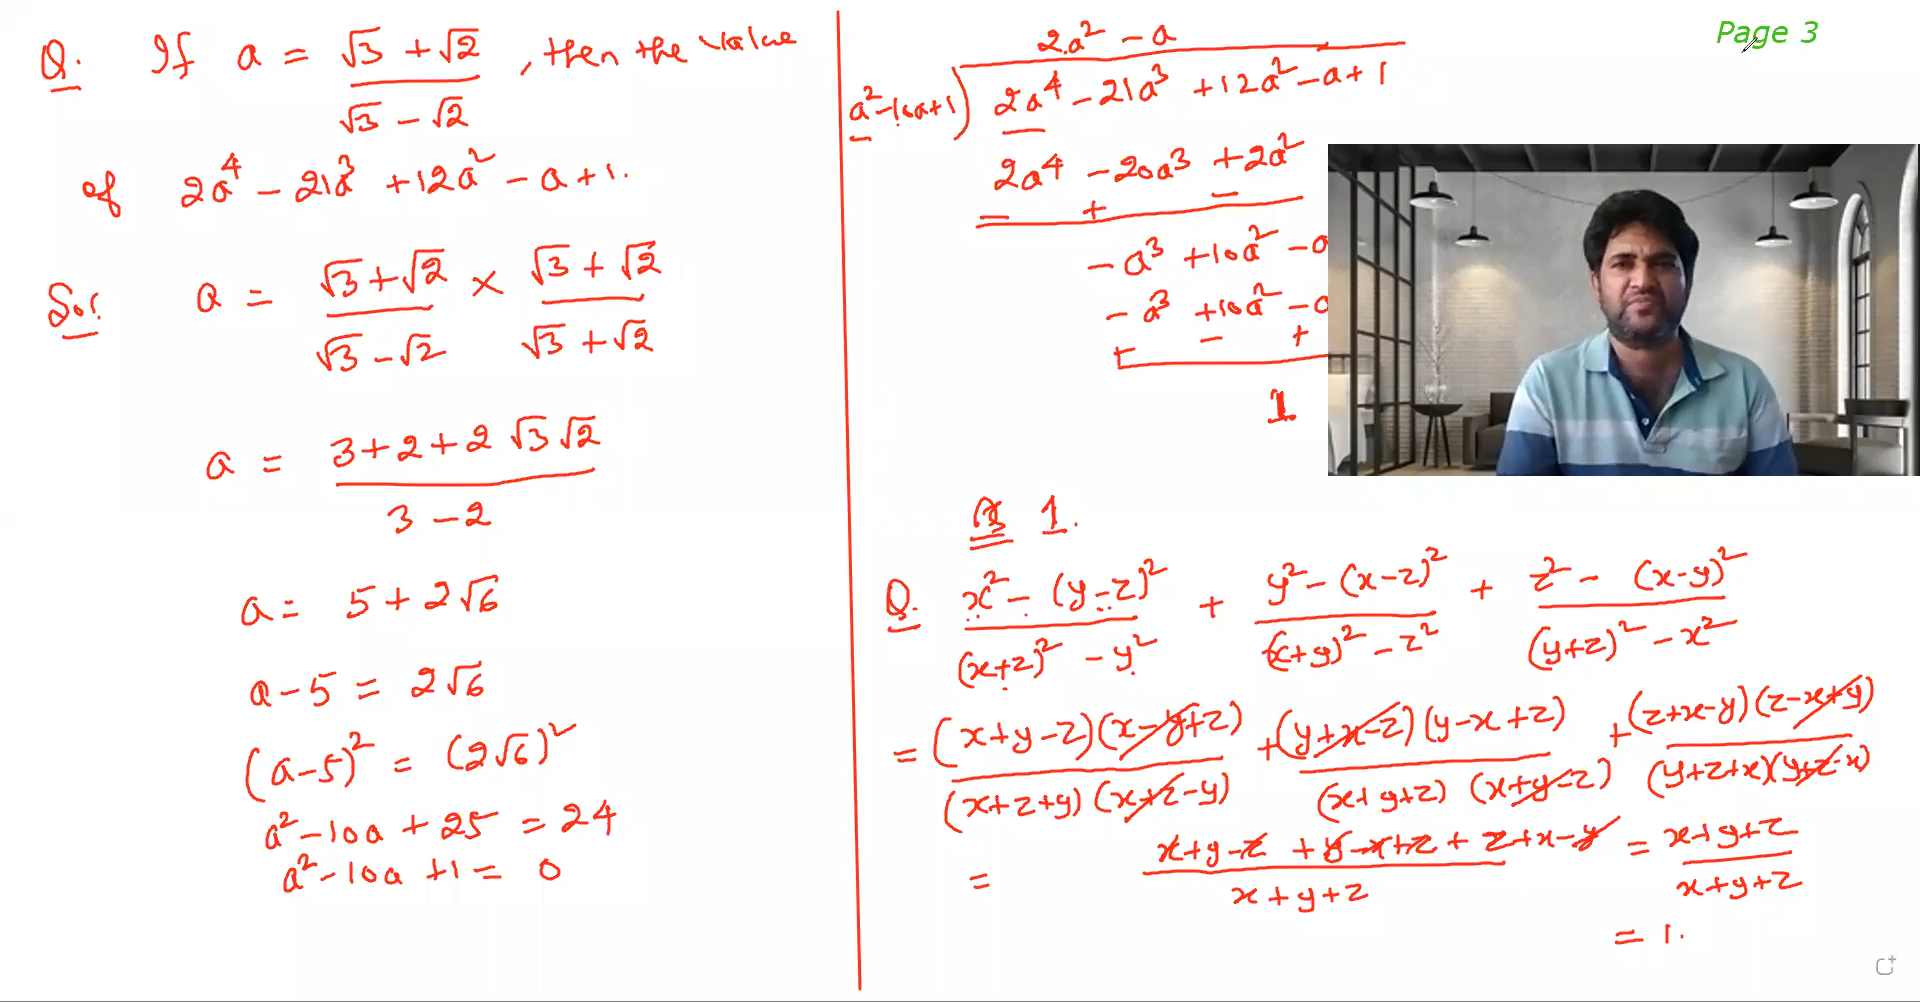 Q. If a = (√3 + √2)/(√3 - √2), then the value
of 2a⁴ - 21a³ + 12a² - a + 1.
Sol: a = (√3 + √2)/(√3 - √2) × (√3 + √2)/(√3 + √2)
a = (3 + 2 + 2√3√2)/(3 - 2)
a = 5 + 2√6
a - 5 = 2√6
(a - 5)² = (2√6)²
a² - 10a + 25 = 24
a² - 10a + 1 = 0
Page 3
2a² - a
a² - 10a + 1 ) 2a⁴ - 21a³ + 12a² - a + 1
2a⁴ - 20a³ + 2a²
- + -
- a³ + 10a² - a
- a³ + 10a² - a
+ - +
1
1.
Q. (x² - (y - z)²)/((x + z)² - y²) + (y² - (x - z)²)/((x + y)² - z²) + (z² - (x - y)²)/((y + z)² - x²)
= (x + y - z)(x - y + z)/(x + z + y)(x + z - y) + (y + x - z)(y - x + z)/(x + y + z)(x + y - z) + (z + x - y)(z - x + y)/(y + z + x)(y + z - x)
= (x + y - z + y - x + z + z + x - y)/(x + y + z) = (x + y + z)/(x + y + z)
= 1.